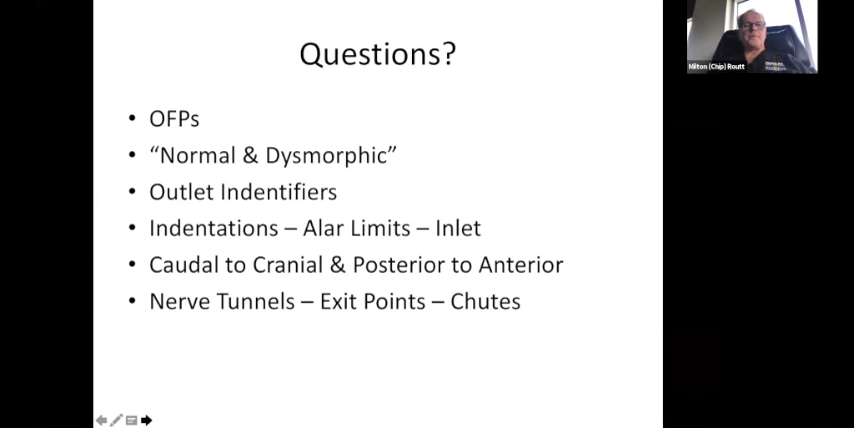 Questions?
• OFPs
• “Normal & Dysmorphic”
• Outlet Indentifiers
• Indentations – Alar Limits – Inlet
• Caudal to Cranial & Posterior to Anterior
• Nerve Tunnels – Exit Points – Chutes
Milton (Chip) Routt